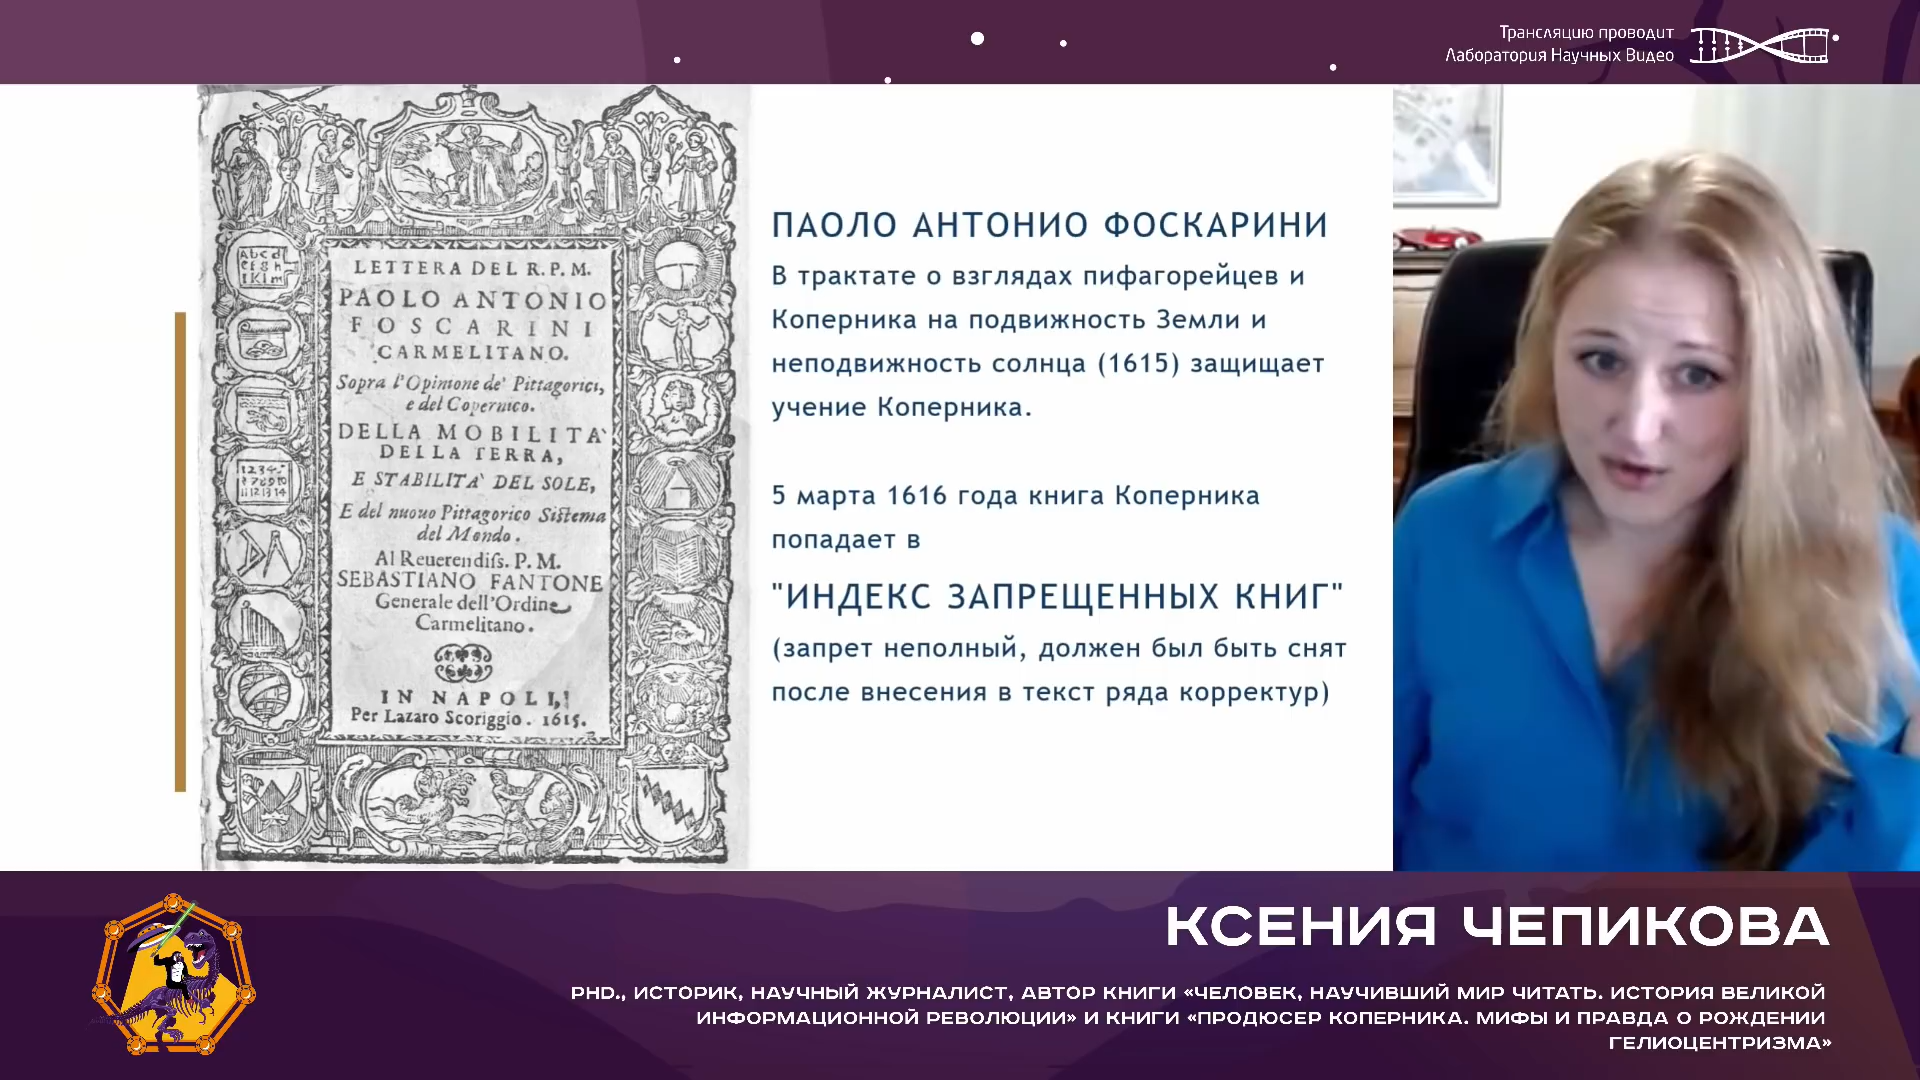 Трансляцию проводит
Лаборатория Научных Видео
Abcd
efgh
Iklm
LETTERA DEL R. P. M.
PAOLO ANTONIO
FOSCARINI
CARMELITANO.
Sopra l'Opinione de' Pittagorici,
e del Copernico.
DELLA MOBILITA'
DELLA TERRA,
E STABILITA' DEL SOLE,
E del nuouo Pittagorico Sistema
del Mondo.
Al Reuerendiss. P. M.
SEBASTIANO FANTONE
Generale dell'Ordine
Carmelitano.
IN NAPOLI,
Per Lazaro Scoriggio. 1615.
ПАОЛО АНТОНИО ФОСКАРИНИ
В трактате о взглядах пифагорейцев и
Коперника на подвижность Земли и
неподвижность солнца (1615) защищает
учение Коперника.
5 марта 1616 года книга Коперника
попадает в
"ИНДЕКС ЗАПРЕЩЕННЫХ КНИГ"
(запрет неполный, должен был быть снят
после внесения в текст ряда корректур)
КСЕНИЯ ЧЕПИКОВА
PHD., ИСТОРИК, НАУЧНЫЙ ЖУРНАЛИСТ, АВТОР КНИГИ «ЧЕЛОВЕК, НАУЧИВШИЙ МИР ЧИТАТЬ. ИСТОРИЯ ВЕЛИКОЙ
ИНФОРМАЦИОННОЙ РЕВОЛЮЦИИ» И КНИГИ «ПРОДЮСЕР КОПЕРНИКА. МИФЫ И ПРАВДА О РОЖДЕНИИ
ГЕЛИОЦЕНТРИЗМА»